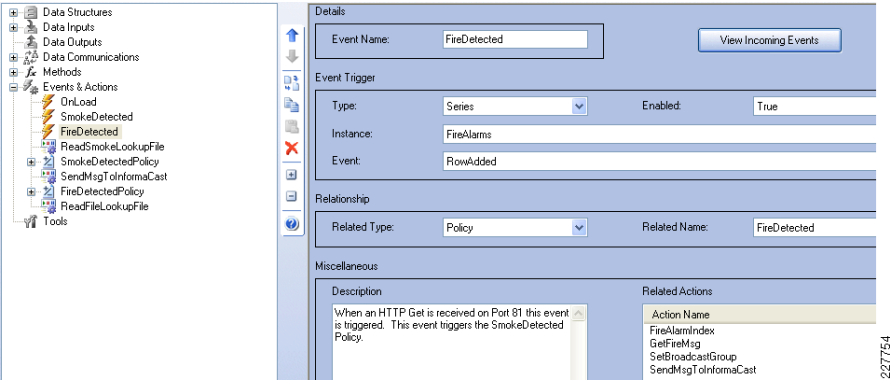 Data Structures
Data Inputs
Data Outputs
Data Communications
Methods
Events & Actions
OnLoad
SmokeDetected
FireDetected
ReadSmokeLookupFile
SmokeDetectedPolicy
SendMsgToInformaCast
FireDetectedPolicy
ReadFileLookupFile
Tools
Details
Event Name: FireDetected View Incoming Events
Event Trigger
Type: Series Enabled: True
Instance: FireAlarms
Event: RowAdded
Relationship
Related Type: Policy Related Name: FireDetected
Miscellaneous
Description
When an HTTP Get is received on Port 81 this event
is triggered. This event triggers the SmokeDetected
Policy.
Related Actions
Action Name
FireAlarmIndex
GetFireMsg
SetBroadcastGroup
SendMsgToInformaCast
227754